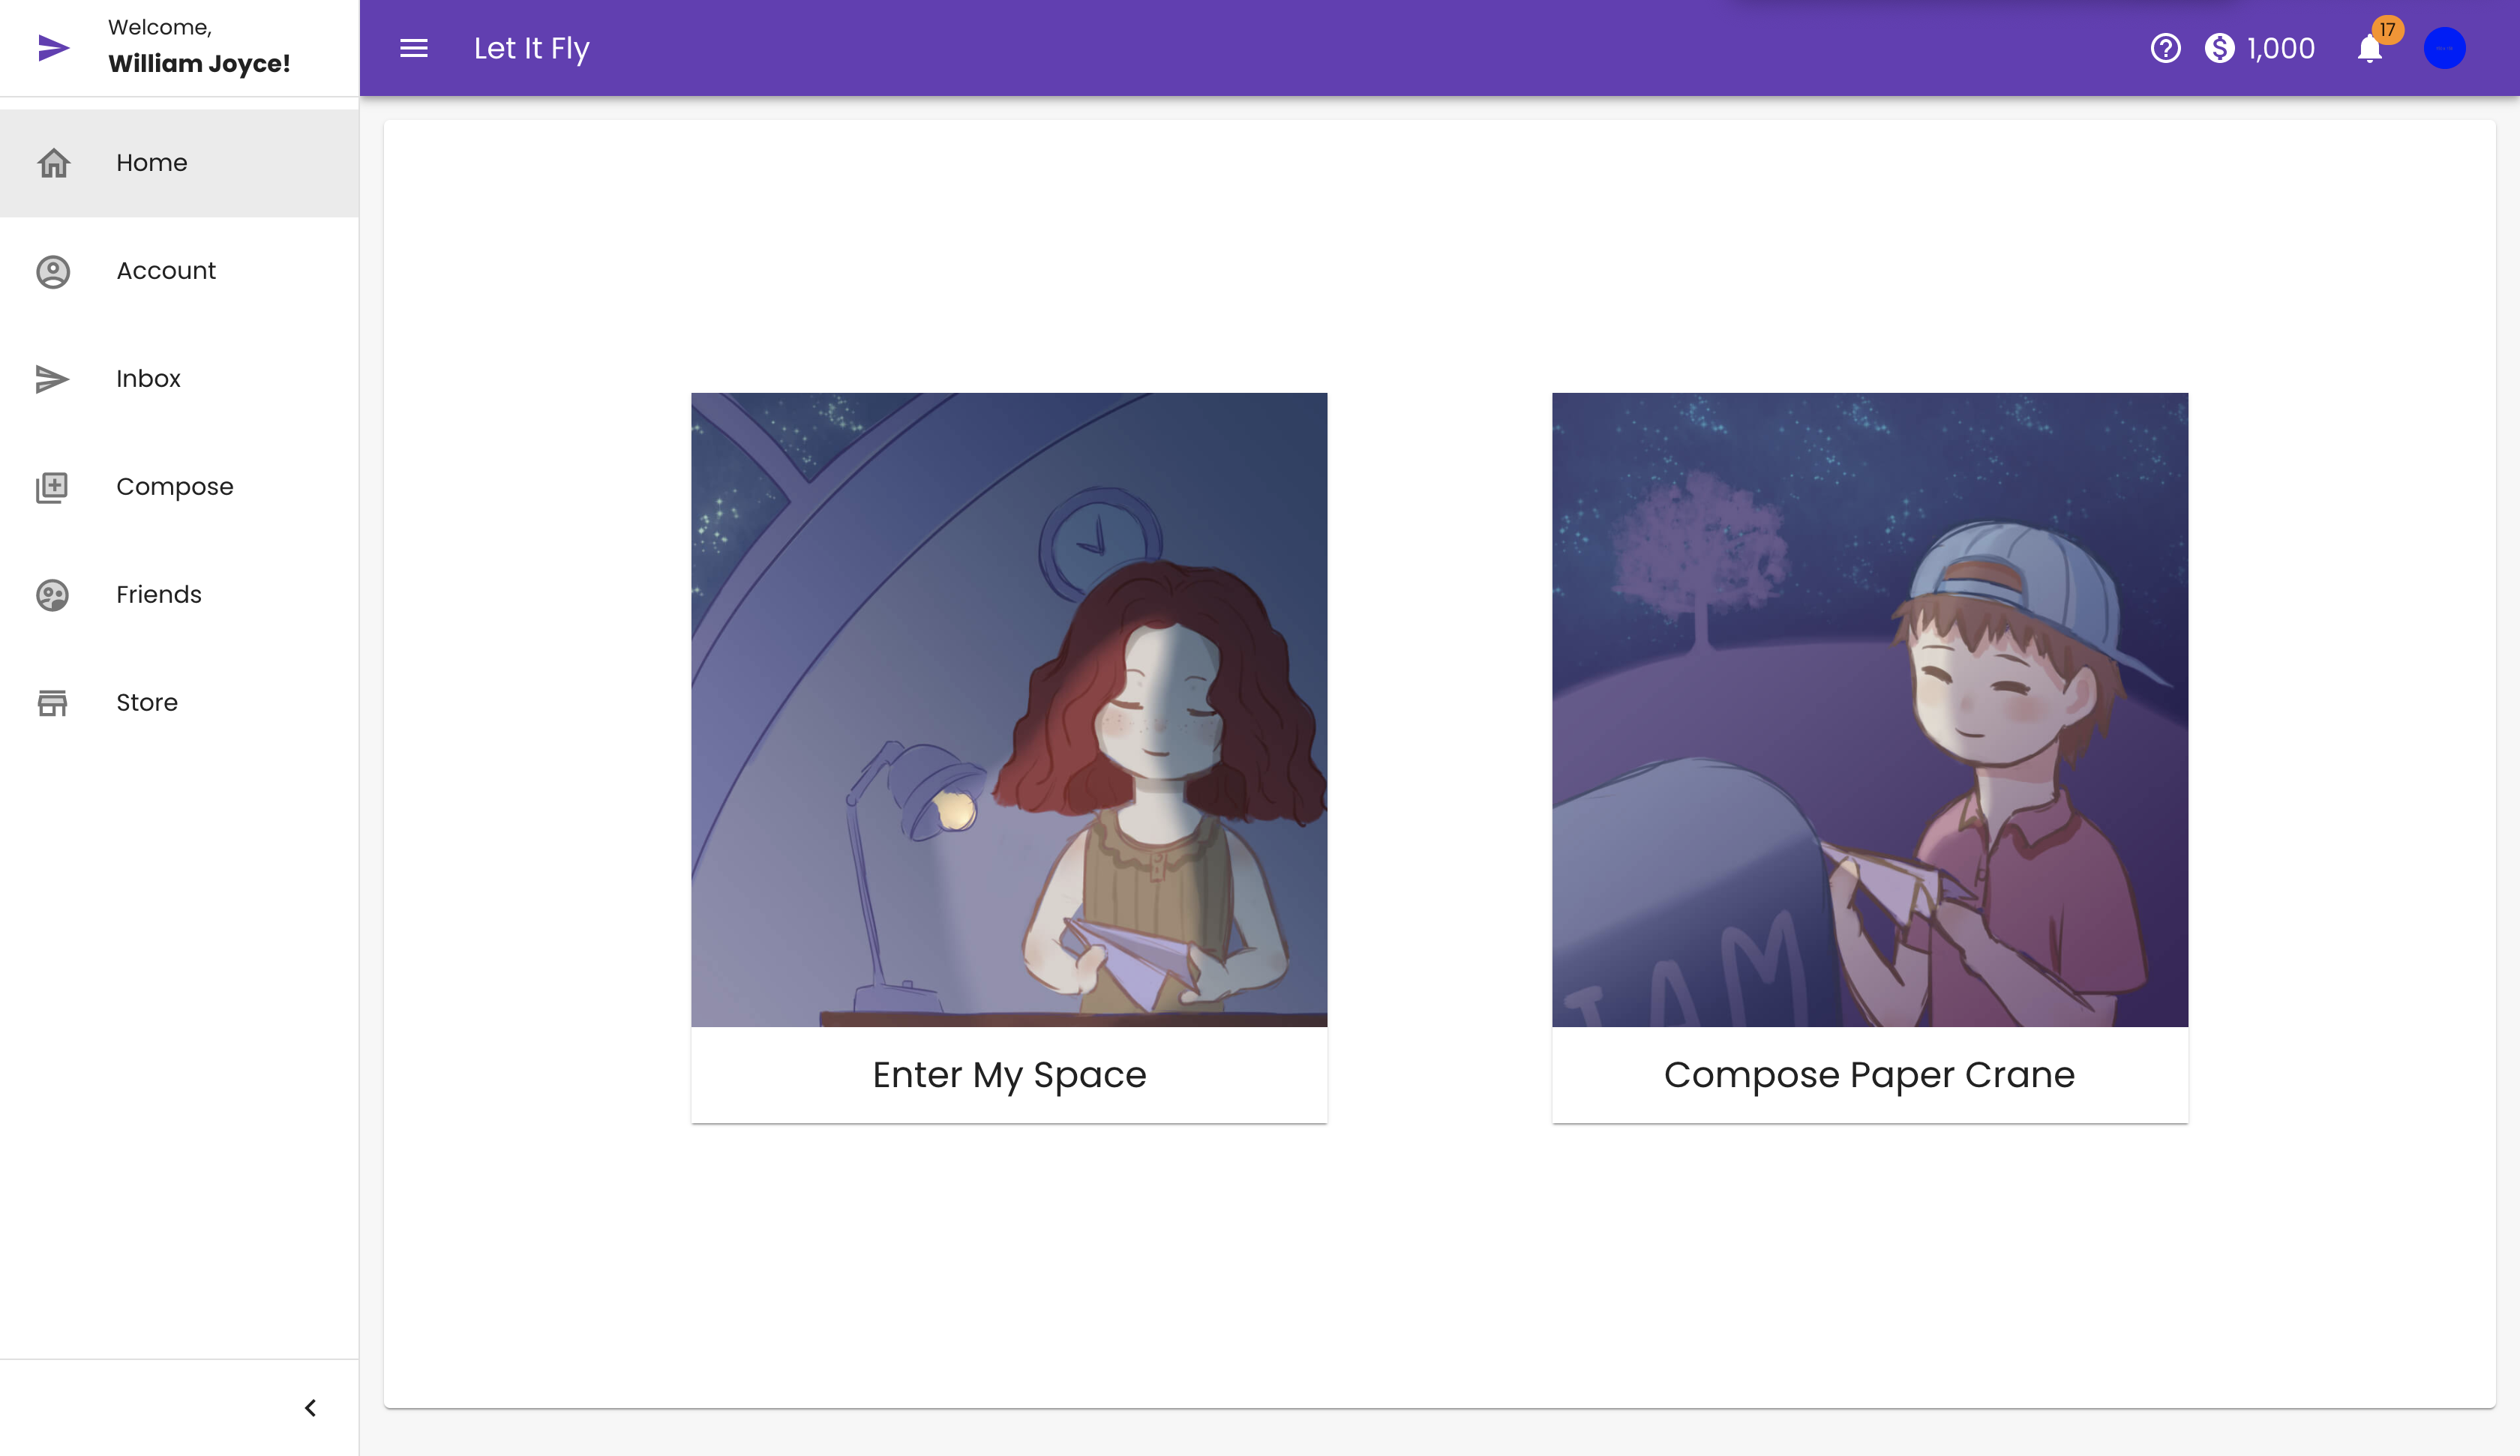 Welcome,
William Joyce!
Let It Fly
1,000
17
Home
Account
Inbox
Compose
Friends
Store
I AM
Enter My Space
Compose Paper Crane